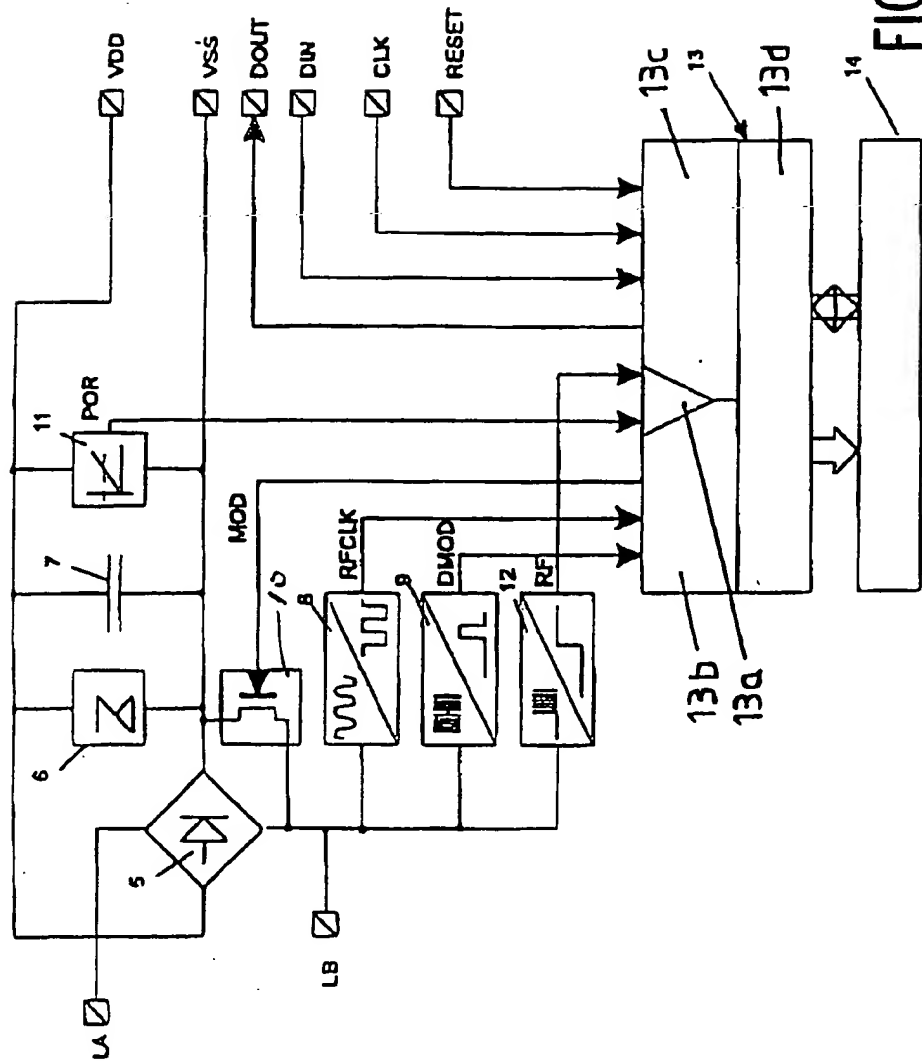 VDD
VSS
DOUT
DIN
CLK
RESET
11
POR
7
6
MOD
10
5
8
RFCLK
9
DMOD
12
RF
LA
LB
13c
13
13d
13b
13a
14
FIG